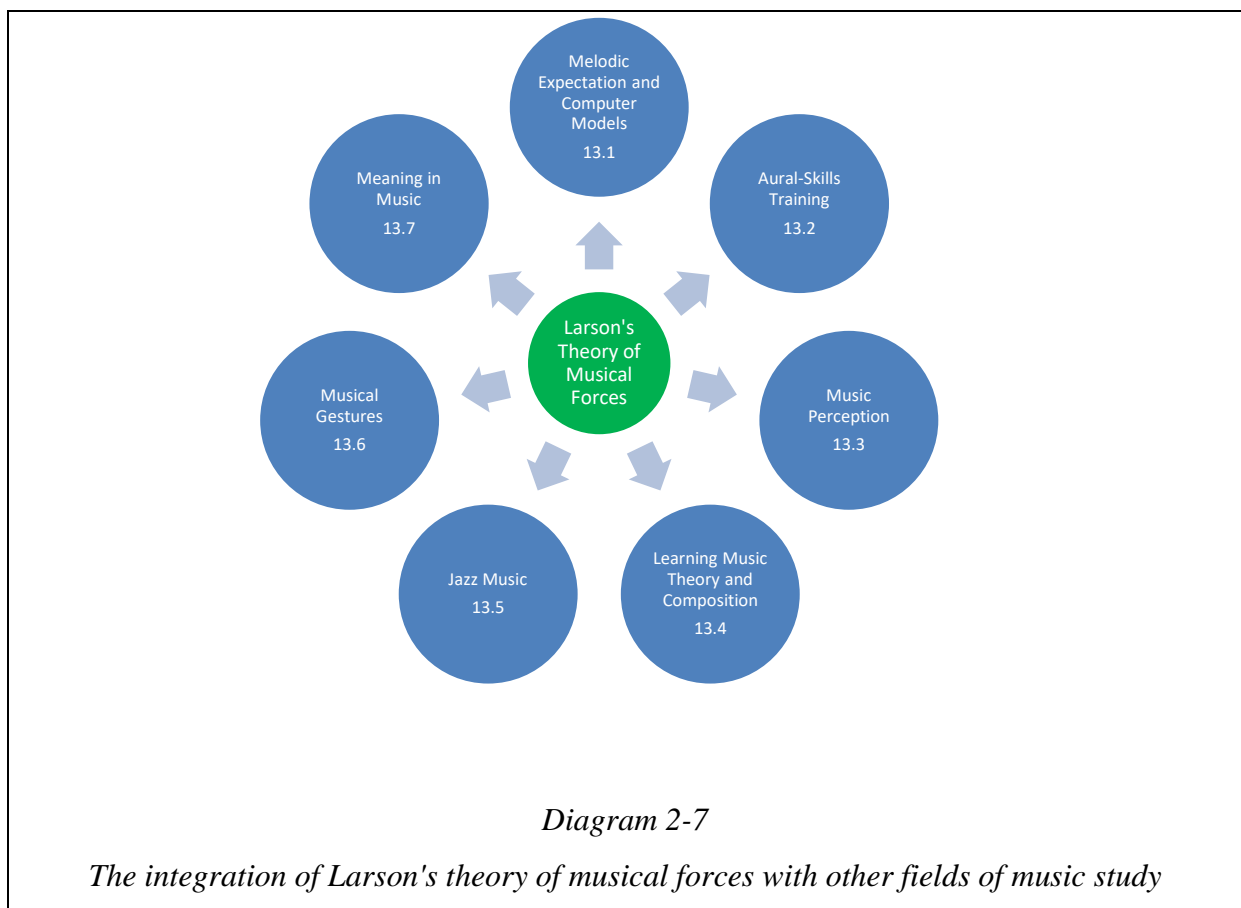 Melodic
Expectation and
Computer
Models
13.1
Aural-Skills
Training
13.2
Music
Perception
13.3
Learning Music
Theory and
Composition
13.4
Jazz Music
13.5
Musical
Gestures
13.6
Meaning in
Music
13.7
Larson's
Theory of
Musical
Forces
Diagram 2-7
The integration of Larson's theory of musical forces with other fields of music study